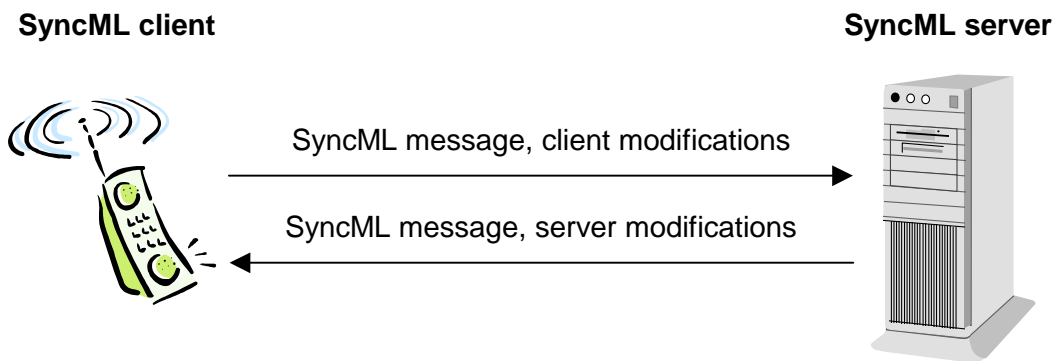 SyncML client
SyncML server
SyncML message, client modifications
SyncML message, server modifications